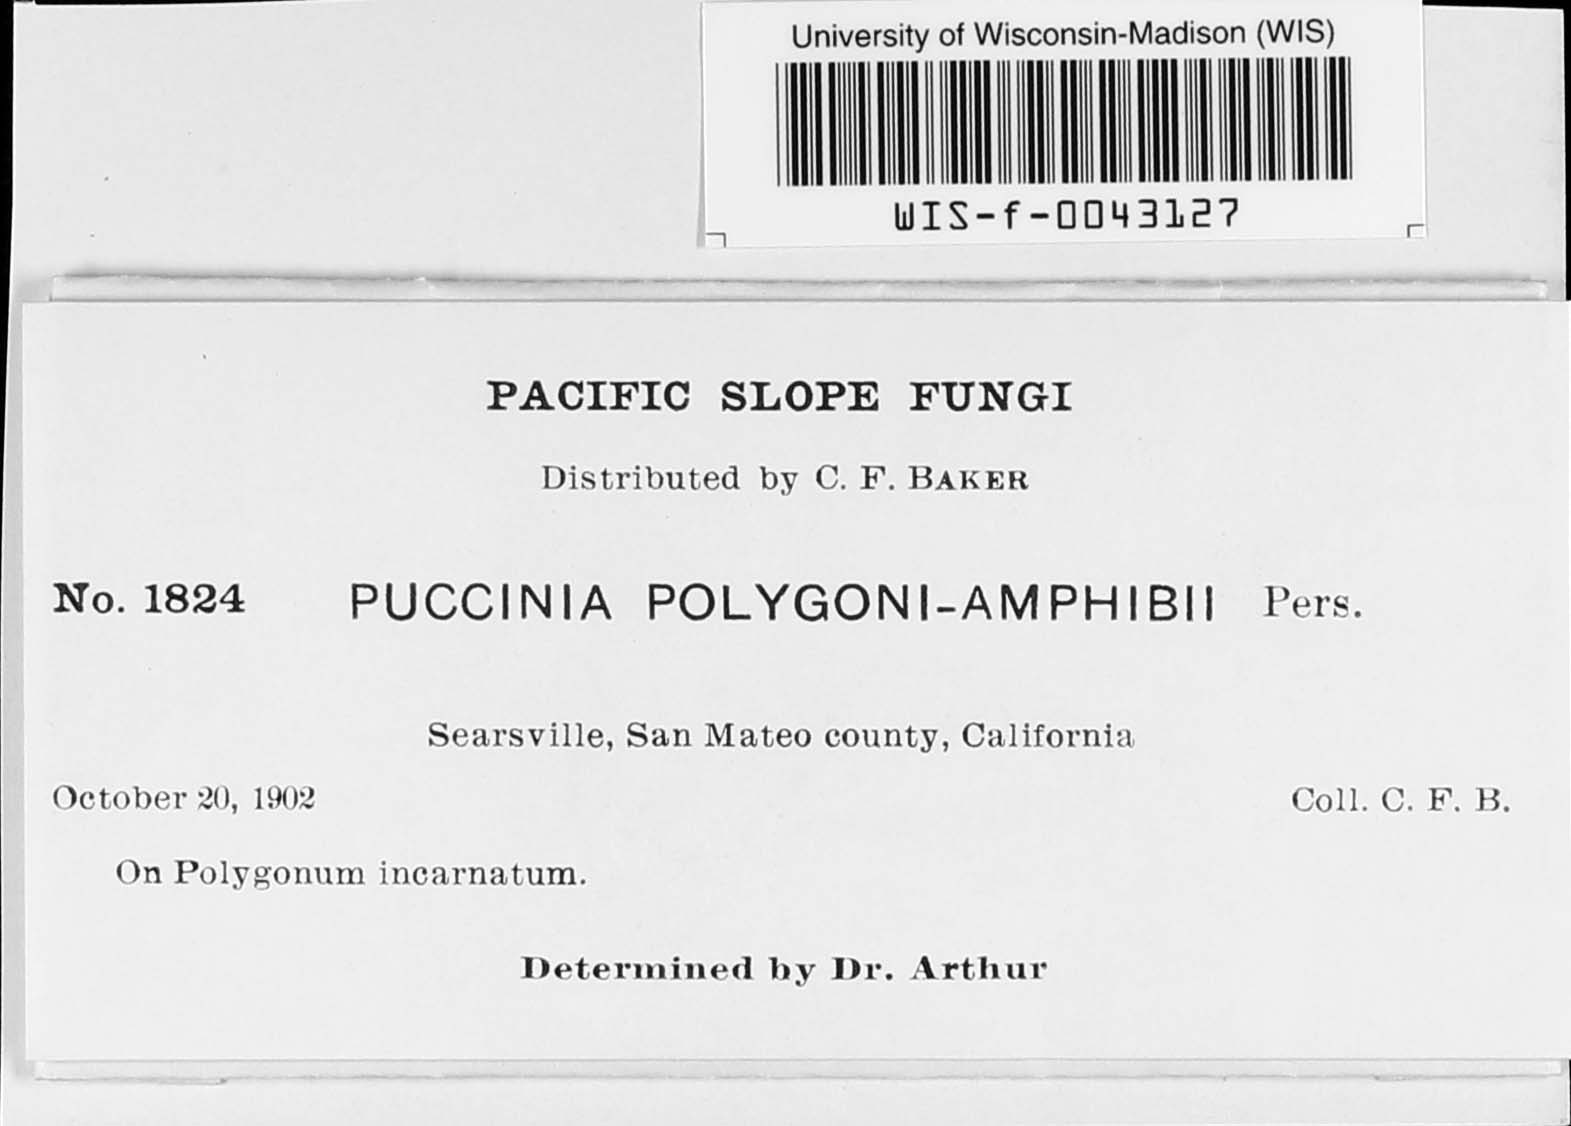 University of Wisconsin-Madison (WIS)
WIS-f-0043127
PACIFIC SLOPE FUNGI
Distributed by C. F. BAKER
No. 1824 PUCCINIA POLYGONI-AMPHIBII Pers.
Searsville, San Mateo county, California
October 20, 1902 Coll. C. F. B.
On Polygonum incarnatum.
Determined by Dr. Arthur